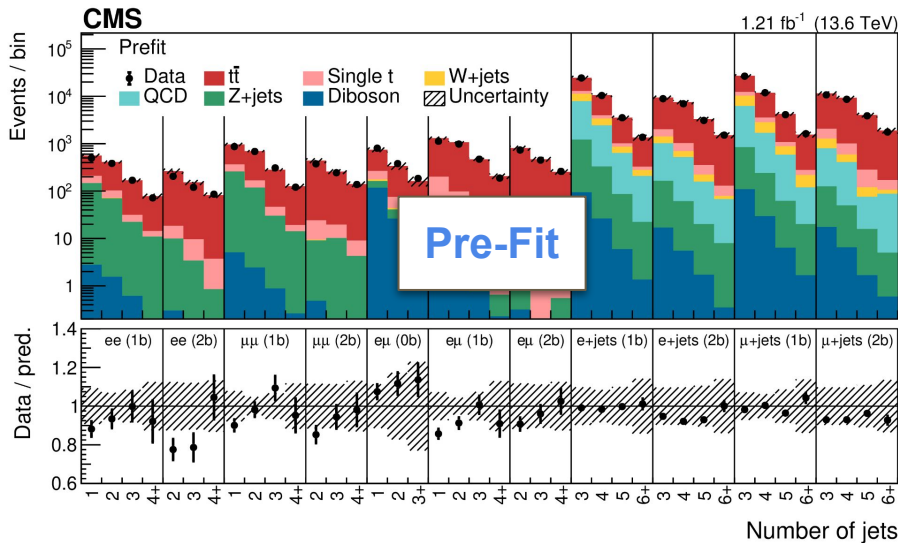 CMS
1.21 fb⁻¹ (13.6 TeV)
Events / bin
10⁵
10⁴
10³
10²
10
1
Prefit
Data
tt̄
Single t
W+jets
QCD
Z+jets
Diboson
Uncertainty
Pre-Fit
Data / pred.
1.4
1.2
1
0.8
0.6
ee (1b)
ee (2b)
μμ (1b)
μμ (2b)
eμ (0b)
eμ (1b)
eμ (2b)
e+jets (1b)
e+jets (2b)
μ+jets (1b)
μ+jets (2b)
1 2 3 4+ 2 3 4+ 1 2 3 4+ 2 3 4+ 1 2 3+ 1 2 3 4+ 2 3 4+ 3 4 5 6+ 3 4 5 6+ 3 4 5 6+ 3 4 5 6+
Number of jets